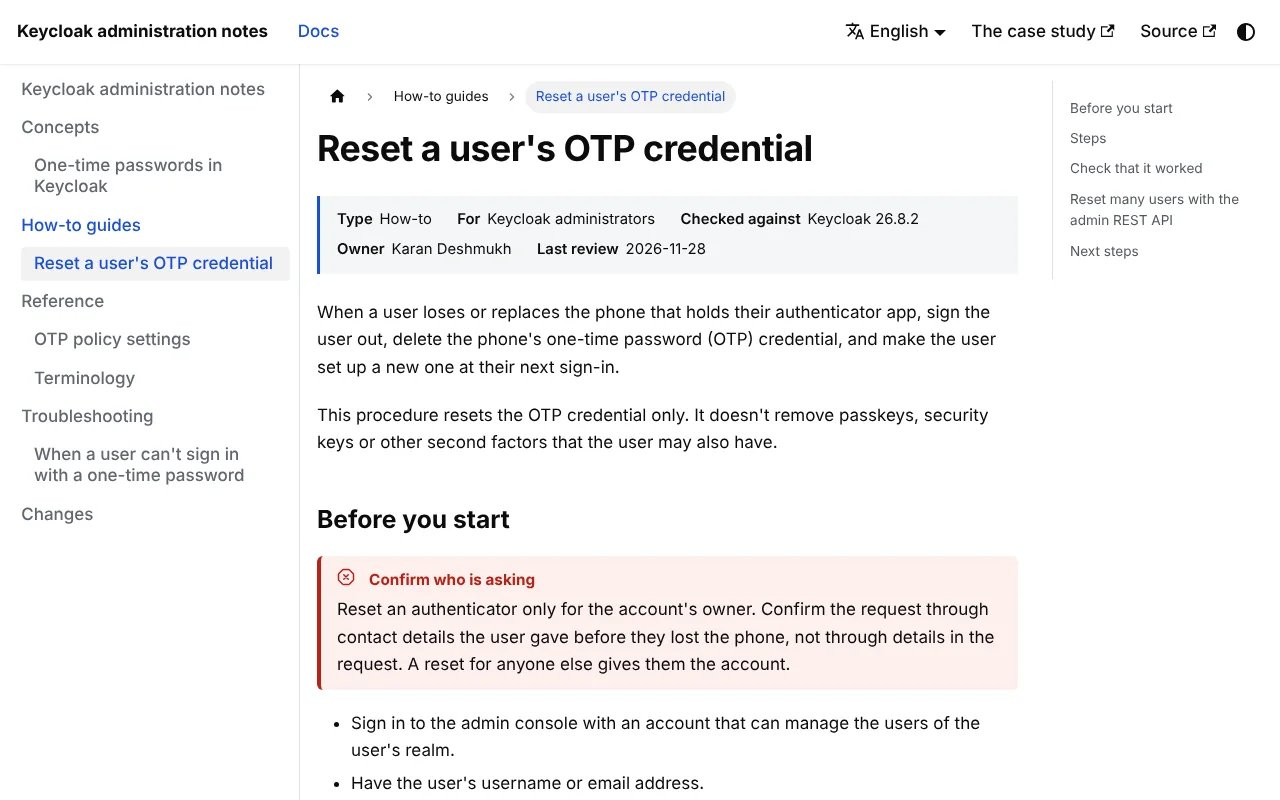 Keycloak administration notes
Docs
English
The case study
Source
Keycloak administration notes
Concepts
One-time passwords in
Keycloak
How-to guides
Reset a user's OTP credential
Reference
OTP policy settings
Terminology
Troubleshooting
When a user can't sign in
with a one-time password
Changes
How-to guides
Reset a user's OTP credential
Reset a user's OTP credential
Type How-to For Keycloak administrators Checked against Keycloak 26.8.2
Owner Karan Deshmukh Last review 2026-11-28
When a user loses or replaces the phone that holds their authenticator app, sign the
user out, delete the phone's one-time password (OTP) credential, and make the user
set up a new one at their next sign-in.
This procedure resets the OTP credential only. It doesn't remove passkeys, security
keys or other second factors that the user may also have.
Before you start
Confirm who is asking
Reset an authenticator only for the account's owner. Confirm the request through
contact details the user gave before they lost the phone, not through details in the
request. A reset for anyone else gives them the account.
Sign in to the admin console with an account that can manage the users of the
user's realm.
Have the user's username or email address.
Before you start
Steps
Check that it worked
Reset many users with the
admin REST API
Next steps